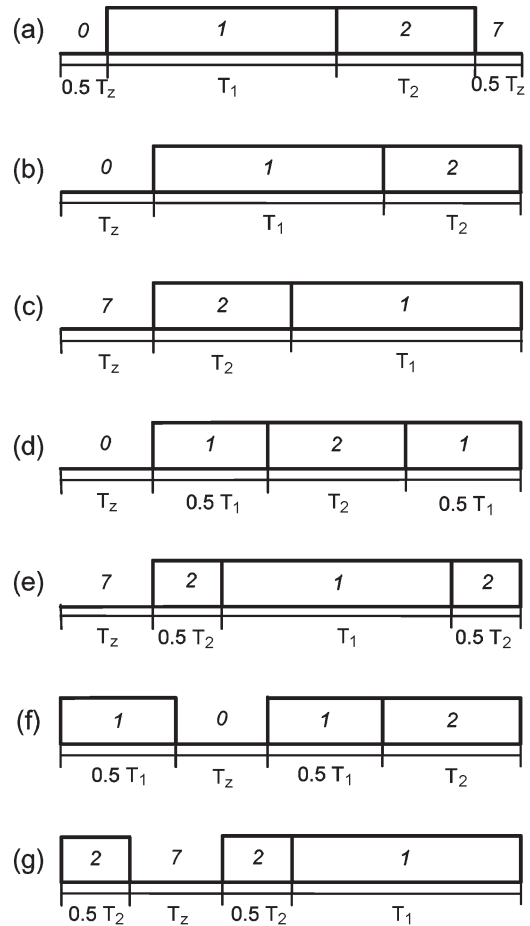 (a) 0 1 2 7
0.5 Tz T1 T2 0.5 Tz
(b) 0 1 2
Tz T1 T2
(c) 7 2 1
Tz T2 T1
(d) 0 1 2 1
Tz 0.5 T1 T2 0.5 T1
(e) 7 2 1 2
Tz 0.5 T2 T1 0.5 T2
(f) 1 0 1 2
0.5 T1 Tz 0.5 T1 T2
(g) 2 7 2 1
0.5 T2 Tz 0.5 T2 T1